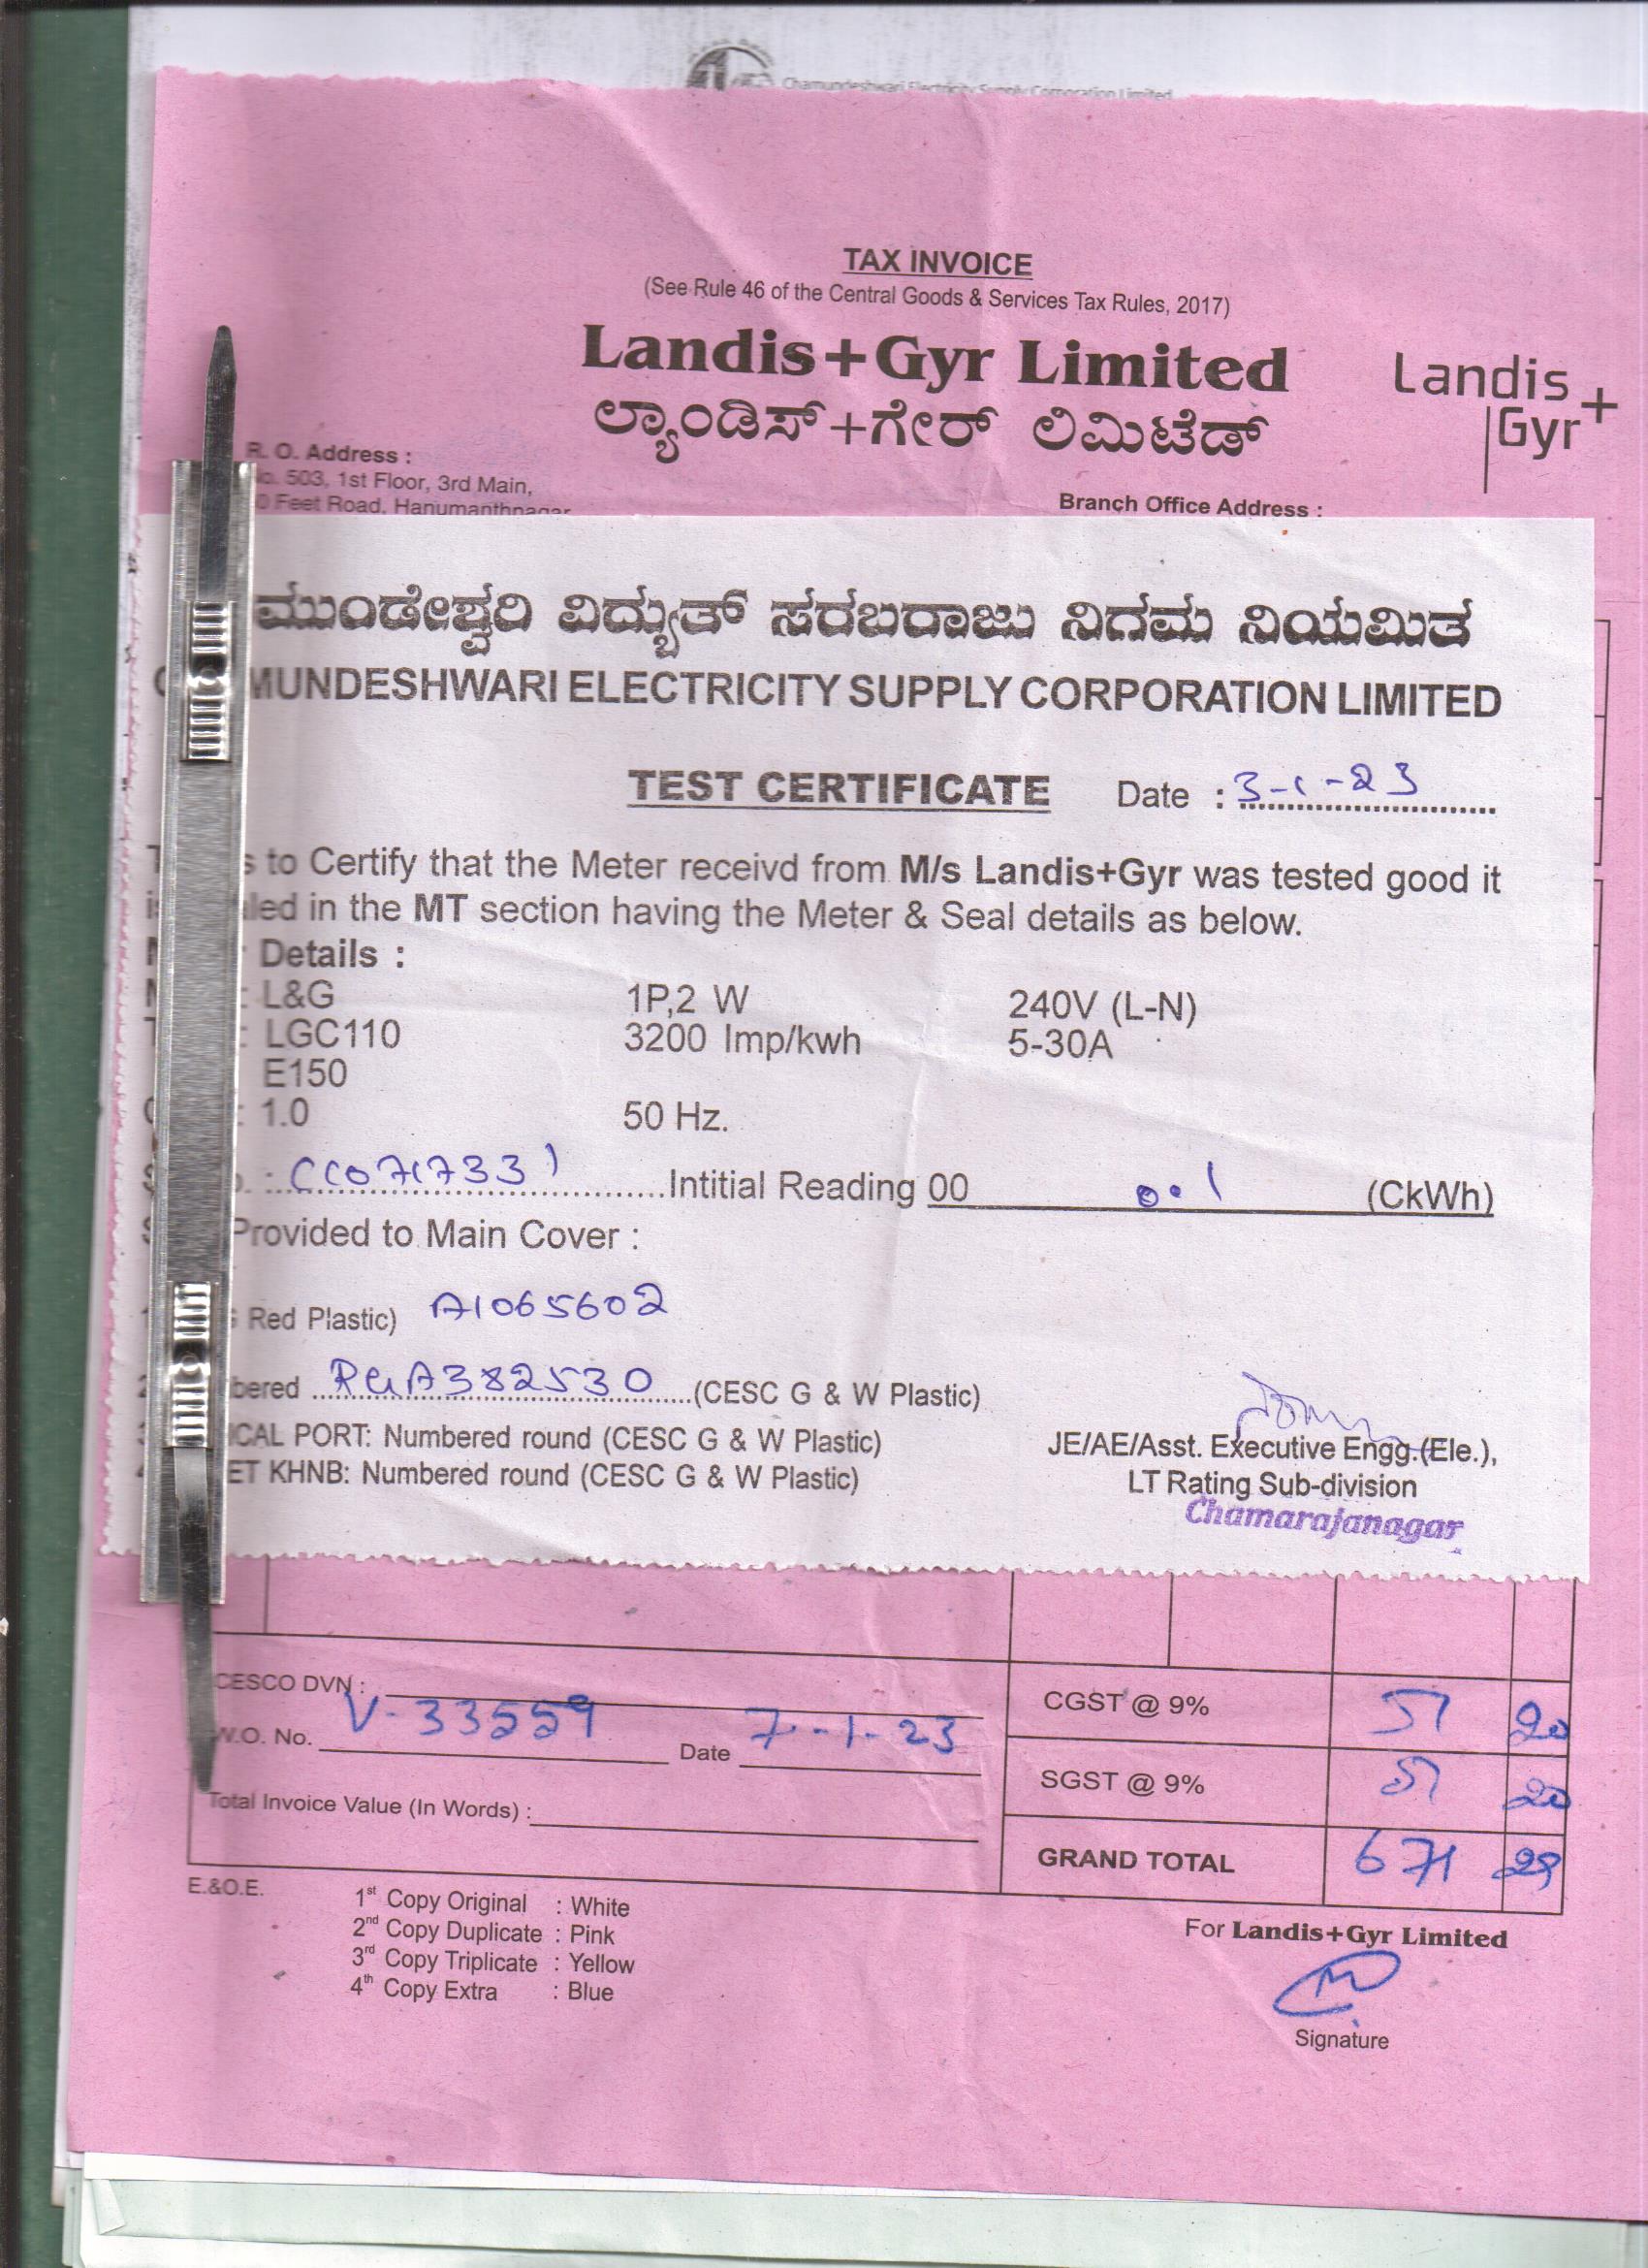 Chamundeshwari Electricity Supply Corporation Limited
TAX INVOICE
(See Rule 46 of the Central Goods & Services Tax Rules, 2017)
Landis+Gyr Limited
ಲ್ಯಾಂಡಿಸ್+ಗೇರ್ ಲಿಮಿಟೆಡ್
Landis+
Gyr
R. O. Address :
503, 1st Floor, 3rd Main,
Feet Road, Hanumanthnagar
Branch Office Address :
ಮುಂಡೇಶ್ವರಿ ವಿದ್ಯುತ್ ಸರಬರಾಜು ನಿಗಮ ನಿಯಮಿತ
MUNDESHWARI ELECTRICITY SUPPLY CORPORATION LIMITED
TEST CERTIFICATE Date : 3-1-23
s to Certify that the Meter receivd from M/s Landis+Gyr was tested good it
led in the MT section having the Meter & Seal details as below.
Details :
: L&G 1P,2 W 240V (L-N)
: LGC110 3200 Imp/kwh 5-30A
E150
: 1.0 50 Hz.
: CC071733 1 Intitial Reading 00 00.1 (CkWh)
Provided to Main Cover :
Red Plastic) A1065602
bered RGA382530 (CESC G & W Plastic)
ICAL PORT: Numbered round (CESC G & W Plastic)
ET KHNB: Numbered round (CESC G & W Plastic)
JE/AE/Asst. Executive Engg.(Ele.),
LT Rating Sub-division
Chamarajanagar
CESCO DVN :
W.O. No. V-33559 Date 7-1-23
Total Invoice Value (In Words) :
CGST @ 9% 51 20
SGST @ 9% 51 20
GRAND TOTAL 671 29
E.&O.E.
1st Copy Original : White
2nd Copy Duplicate : Pink
3rd Copy Triplicate : Yellow
4th Copy Extra : Blue
For Landis+Gyr Limited
Signature